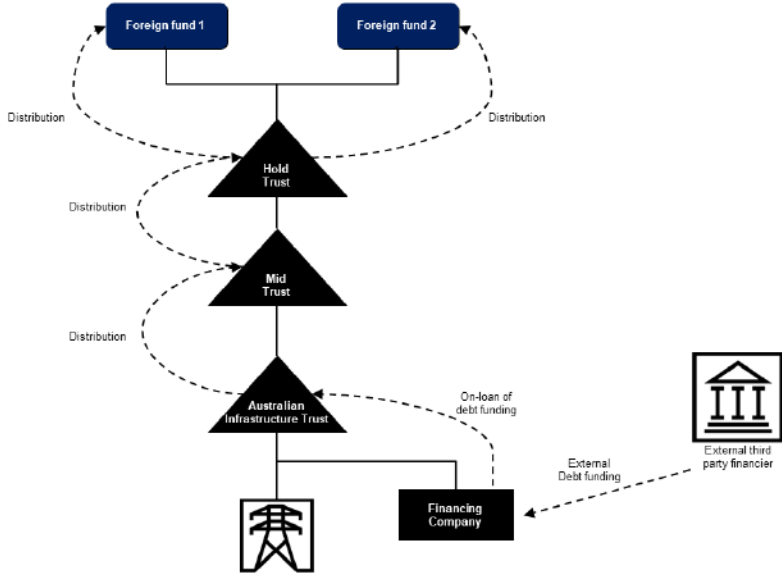 Foreign fund 1
Foreign fund 2
Distribution
Distribution
Hold
Trust
Distribution
Mid
Trust
Distribution
Australian
Infrastructure Trust
On-loan of
debt funding
External third
party financier
External
Debt funding
Financing
Company